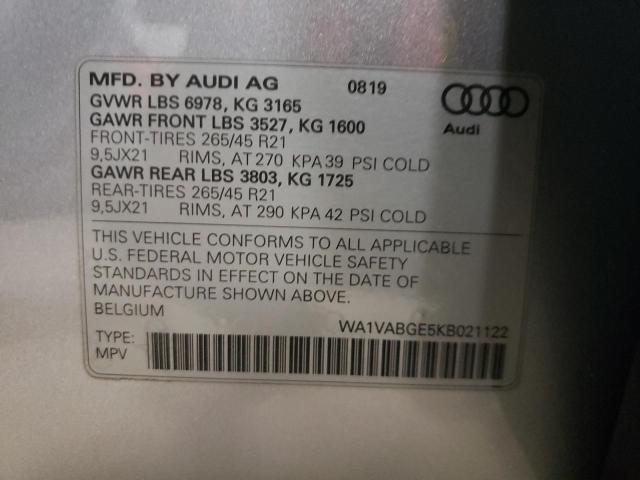 MFD. BY AUDI AG 0819
GVWR LBS 6978, KG 3165
GAWR FRONT LBS 3527, KG 1600
FRONT-TIRES 265/45 R21
9,5JX21 RIMS, AT 270 KPA 39 PSI COLD
GAWR REAR LBS 3803, KG 1725
REAR-TIRES 265/45 R21
9,5JX21 RIMS, AT 290 KPA 42 PSI COLD
Audi
THIS VEHICLE CONFORMS TO ALL APPLICABLE
U.S. FEDERAL MOTOR VEHICLE SAFETY
STANDARDS IN EFFECT ON THE DATE OF
MANUFACTURE SHOWN ABOVE.
BELGIUM
WA1VABGE5KB021122
TYPE:
MPV